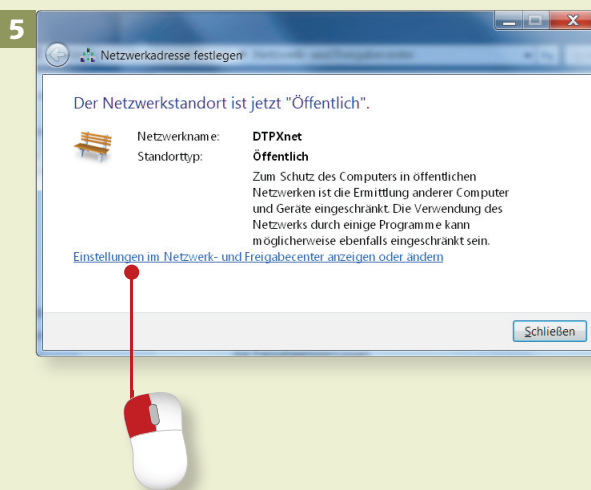 5
Netzwerkadresse festlegen
Der Netzwerkstandort ist jetzt "Öffentlich".
Netzwerkname: DTPXnet
Standorttyp: Öffentlich
Zum Schutz des Computers in öffentlichen
Netzwerken ist die Ermittlung anderer Computer
und Geräte eingeschränkt. Die Verwendung des
Netzwerks durch einige Programme kann
möglicherweise ebenfalls eingeschränkt sein.
Einstellungen im Netzwerk- und Freigabecenter anzeigen oder ändern
Schließen